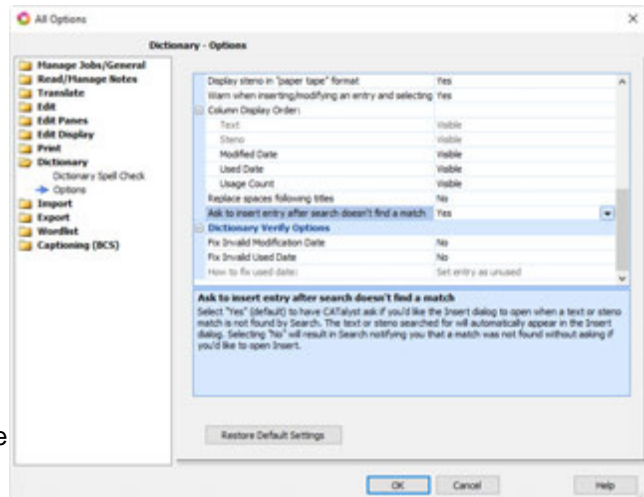 All Options
Dictionary - Options
Manage Jobs/General
Read/Manage Notes
Translate
Edit
Edit Panes
Edit Display
Print
Dictionary
Dictionary Spell Check
Options
Import
Export
Wordlist
Captioning (BCS)
Display steno in "paper tape" format Yes
Warn when inserting/modifying an entry and selecting Yes
Column Display Order:
Text Visible
Steno Visible
Modified Date Visible
Used Date Visible
Usage Count Visible
Replace spaces following titles No
Ask to insert entry after search doesn't find a match Yes
Dictionary Verify Options
Fix Invalid Modification Date No
Fix Invalid Used Date No
How to fix used date: Set entry as unused
Ask to insert entry after search doesn't find a match
Select "Yes" (default) to have CATalyst ask if you'd like the Insert dialog to open when a text or steno
match is not found by Search. The text or steno searched for will automatically appear in the Insert
dialog. Selecting "No" will result in Search notifying you that a match was not found without asking if
you'd like to open Insert.
e
Restore Default Settings
OK Cancel Help